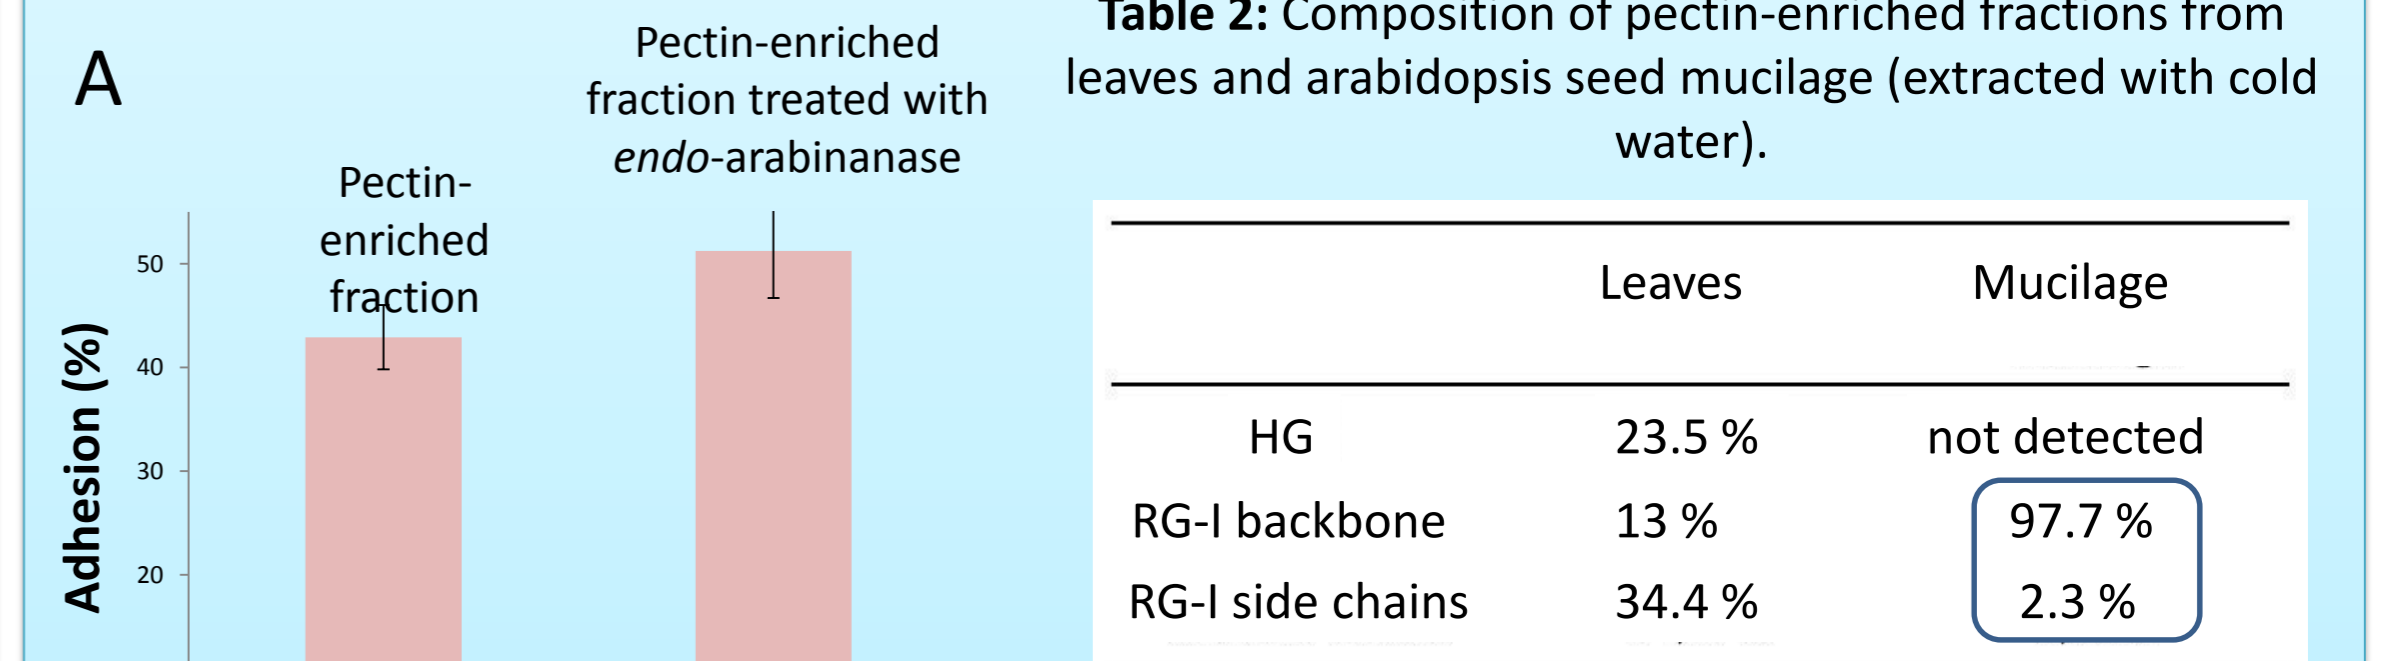 A
Pectin-enriched
fraction treated with
endo-arabinanase
Pectin-
enriched
fraction
Adhesion (%)
50
40
30
20
Table 2: Composition of pectin-enriched fractions from
leaves and arabidopsis seed mucilage (extracted with cold
water).
Leaves Mucilage
HG 23.5 % not detected
RG-I backbone 13 % 97.7 %
RG-I side chains 34.4 % 2.3 %